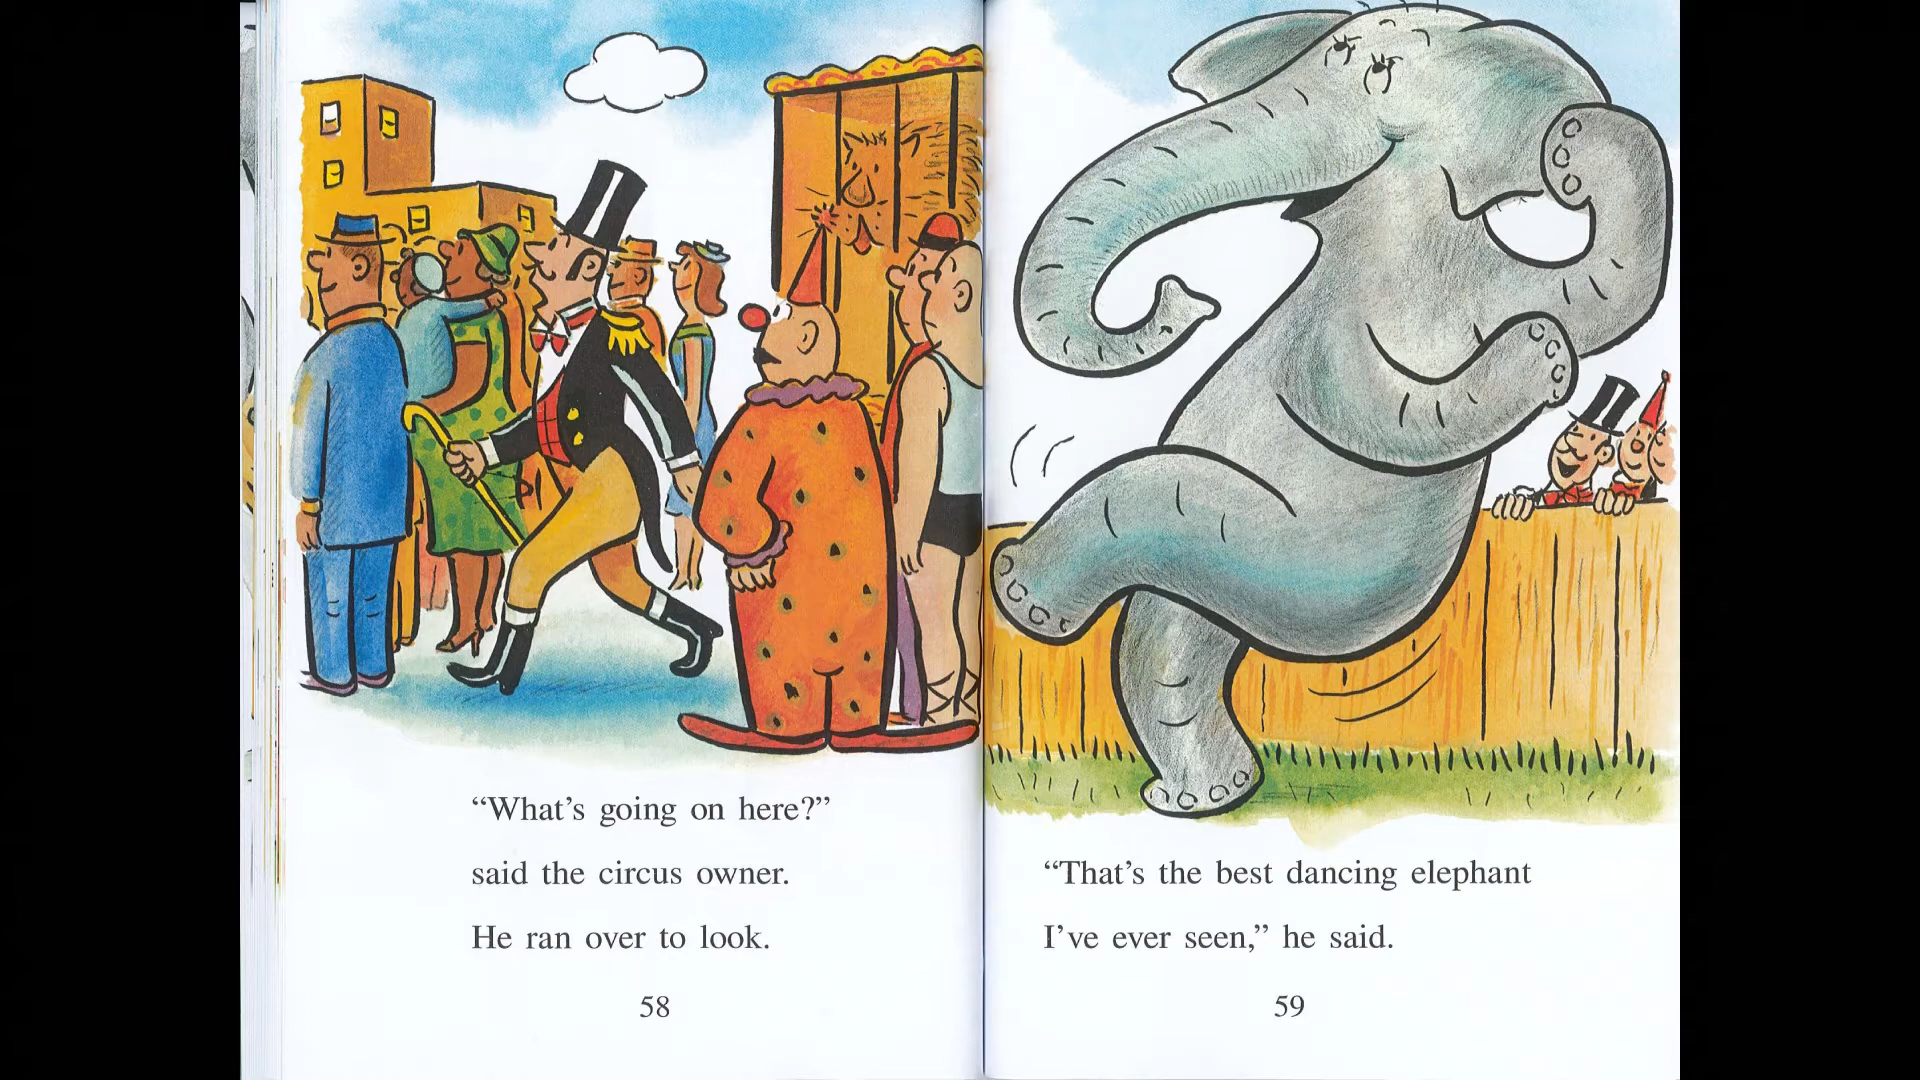 “What’s going on here?”
said the circus owner.
He ran over to look.
58
“That’s the best dancing elephant
I’ve ever seen,” he said.
59